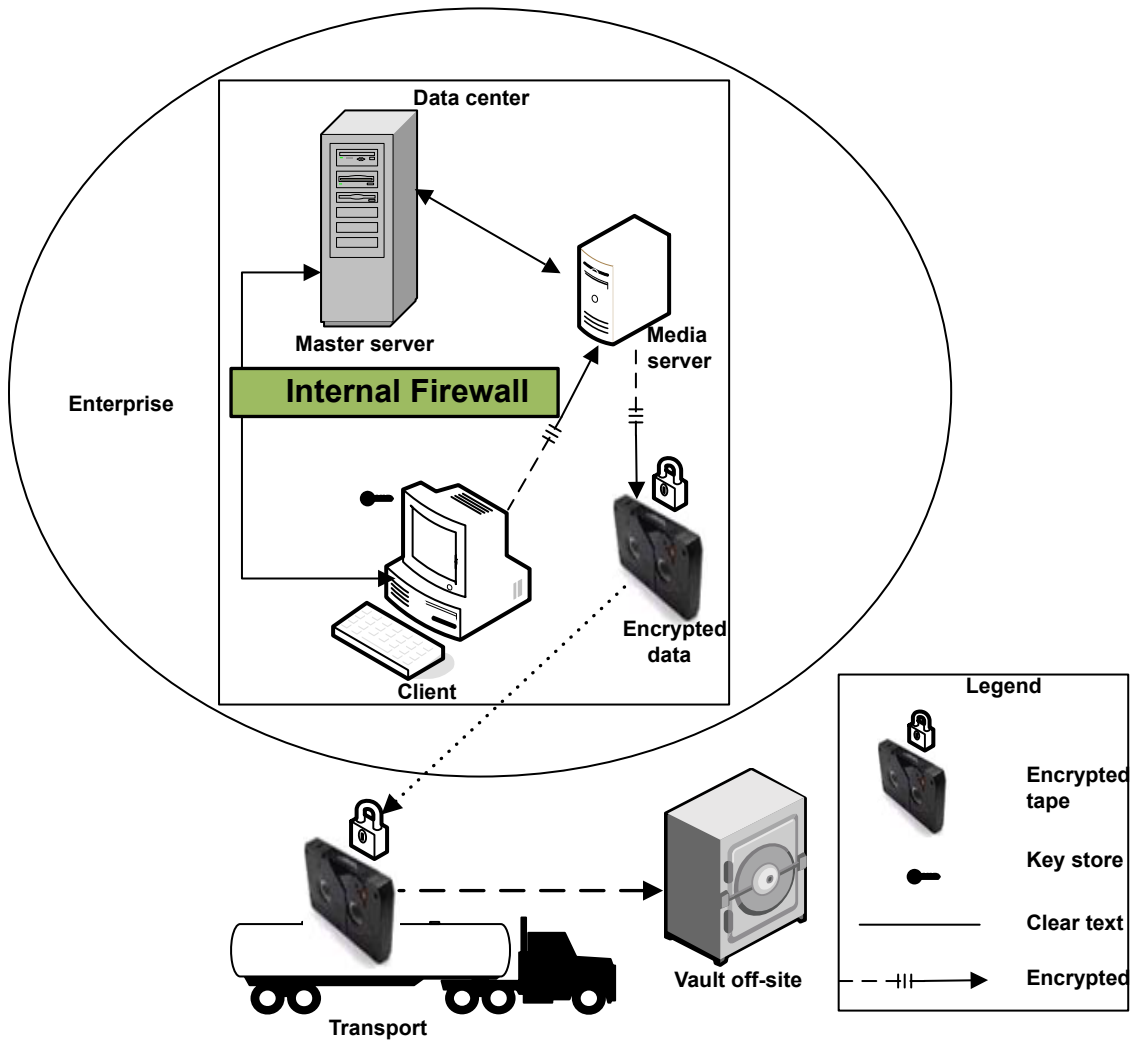 Data center
Master server
Media
server
Internal Firewall
Enterprise
Encrypted
data
Client
Legend
Encrypted
tape
Key store
Clear text
Encrypted
Vault off-site
Transport